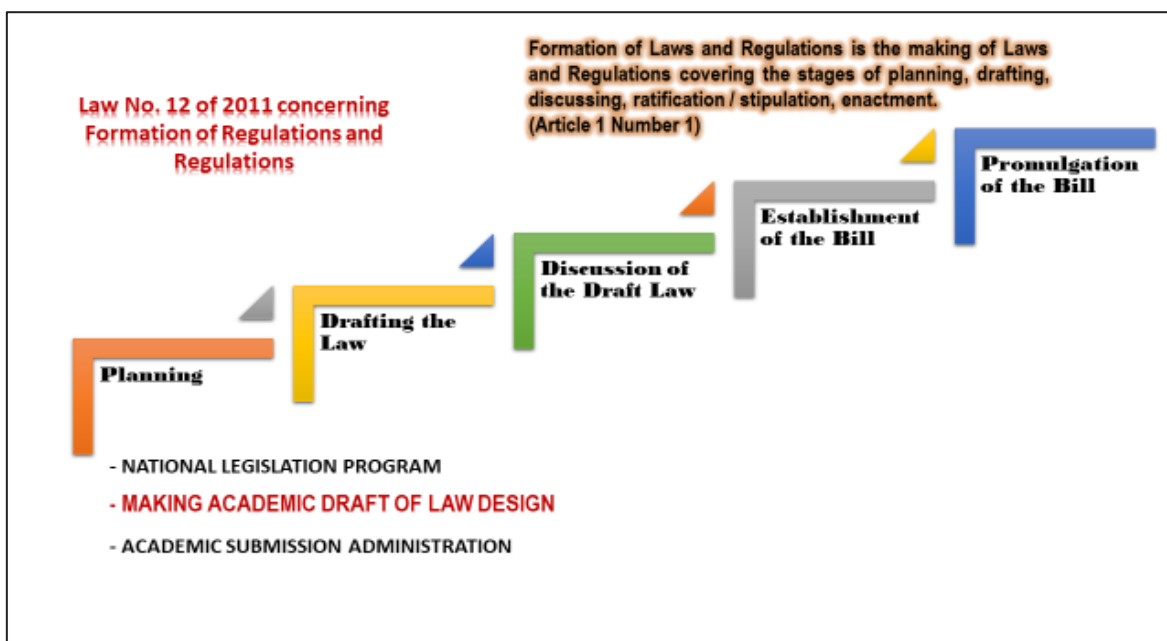 Law No. 12 of 2011 concerning
Formation of Regulations and
Regulations
Formation of Laws and Regulations is the making of Laws
and Regulations covering the stages of planning, drafting,
discussing, ratification / stipulation, enactment.
(Article 1 Number 1)
Planning
Drafting the
Law
Discussion of
the Draft Law
Establishment
of the Bill
Promulgation
of the Bill
- NATIONAL LEGISLATION PROGRAM
- MAKING ACADEMIC DRAFT OF LAW DESIGN
- ACADEMIC SUBMISSION ADMINISTRATION